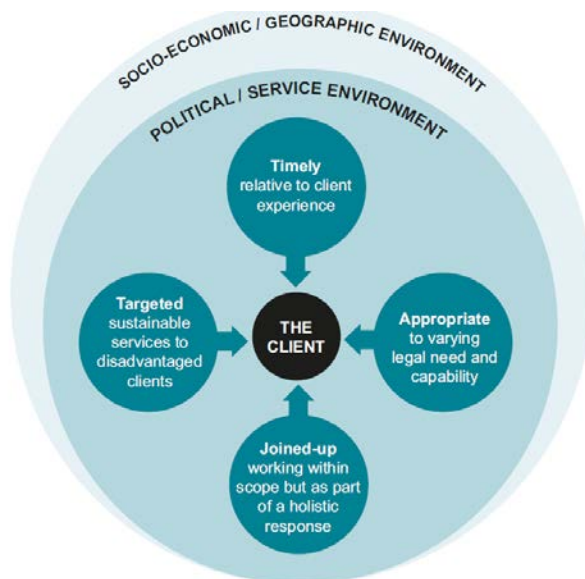 SOCIO-ECONOMIC / GEOGRAPHIC ENVIRONMENT
POLITICAL / SERVICE ENVIRONMENT
Timely
relative to client
experience
Targeted
sustainable
services to
disadvantaged
clients
THE
CLIENT
Appropriate
to varying
legal need and
capability
Joined-up
working within
scope but as part
of a holistic
response